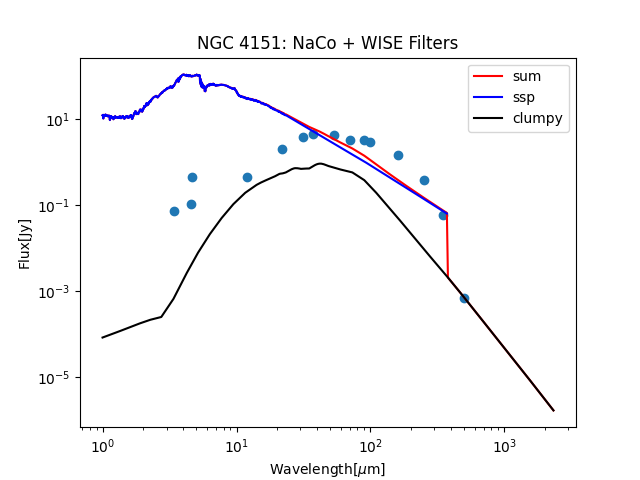 NGC 4151: NaCo + WISE Filters
sum
ssp
clumpy
Flux[Jy]
10¹
10⁻¹
10⁻³
10⁻⁵
10⁰ 10¹ 10² 10³
Wavelength[μm]